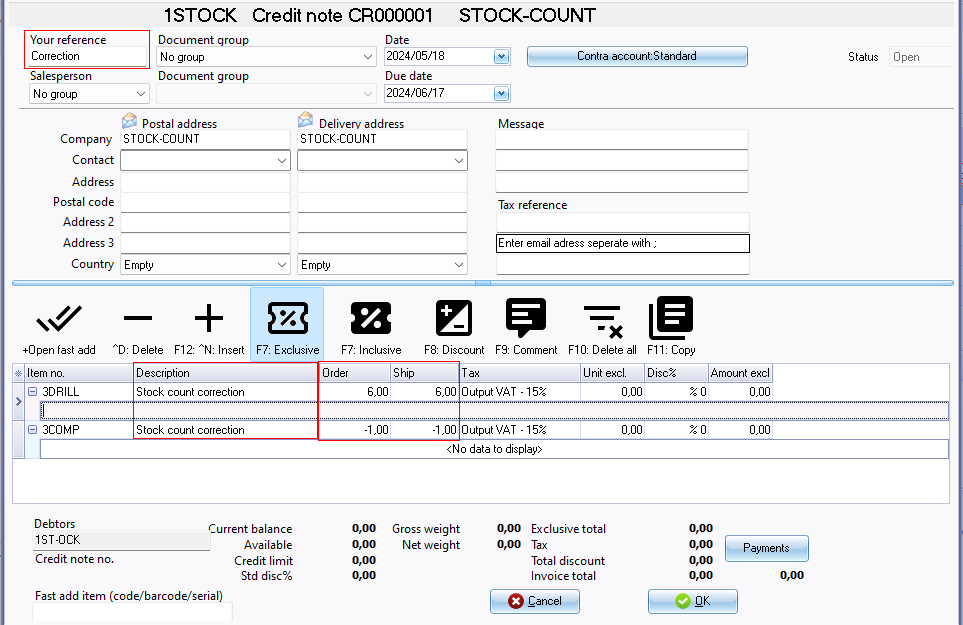 1STOCK Credit note CR000001 STOCK-COUNT
Your reference Document group Date
Correction No group 2024/05/18 Contra account:Standard Status Open
Salesperson Document group Due date
No group 2024/06/17
Postal address Delivery address Message
Company STOCK-COUNT STOCK-COUNT
Contact
Address
Postal code Tax reference
Address 2
Address 3 Enter email adress seperate with ;
Country Empty Empty
+Open fast add ^D: Delete F12: ^N: Insert F7: Exclusive F7: Inclusive F8: Discount F9: Comment F10: Delete all F11: Copy
Item no. Description Order Ship Tax Unit excl. Disc% Amount excl
3DRILL Stock count correction 6,00 6,00 Output VAT - 15% 0,00 % 0 0,00
3COMP Stock count correction -1,00 -1,00 Output VAT - 15% 0,00 % 0 0,00
<No data to display>
Debtors Current balance 0,00 Gross weight 0,00 Exclusive total 0,00
1ST-OCK Available 0,00 Net weight 0,00 Tax 0,00 Payments
Credit note no. Credit limit 0,00 Total discount 0,00
Std disc% 0,00 Invoice total 0,00 0,00
Fast add item (code/barcode/serial) Cancel OK